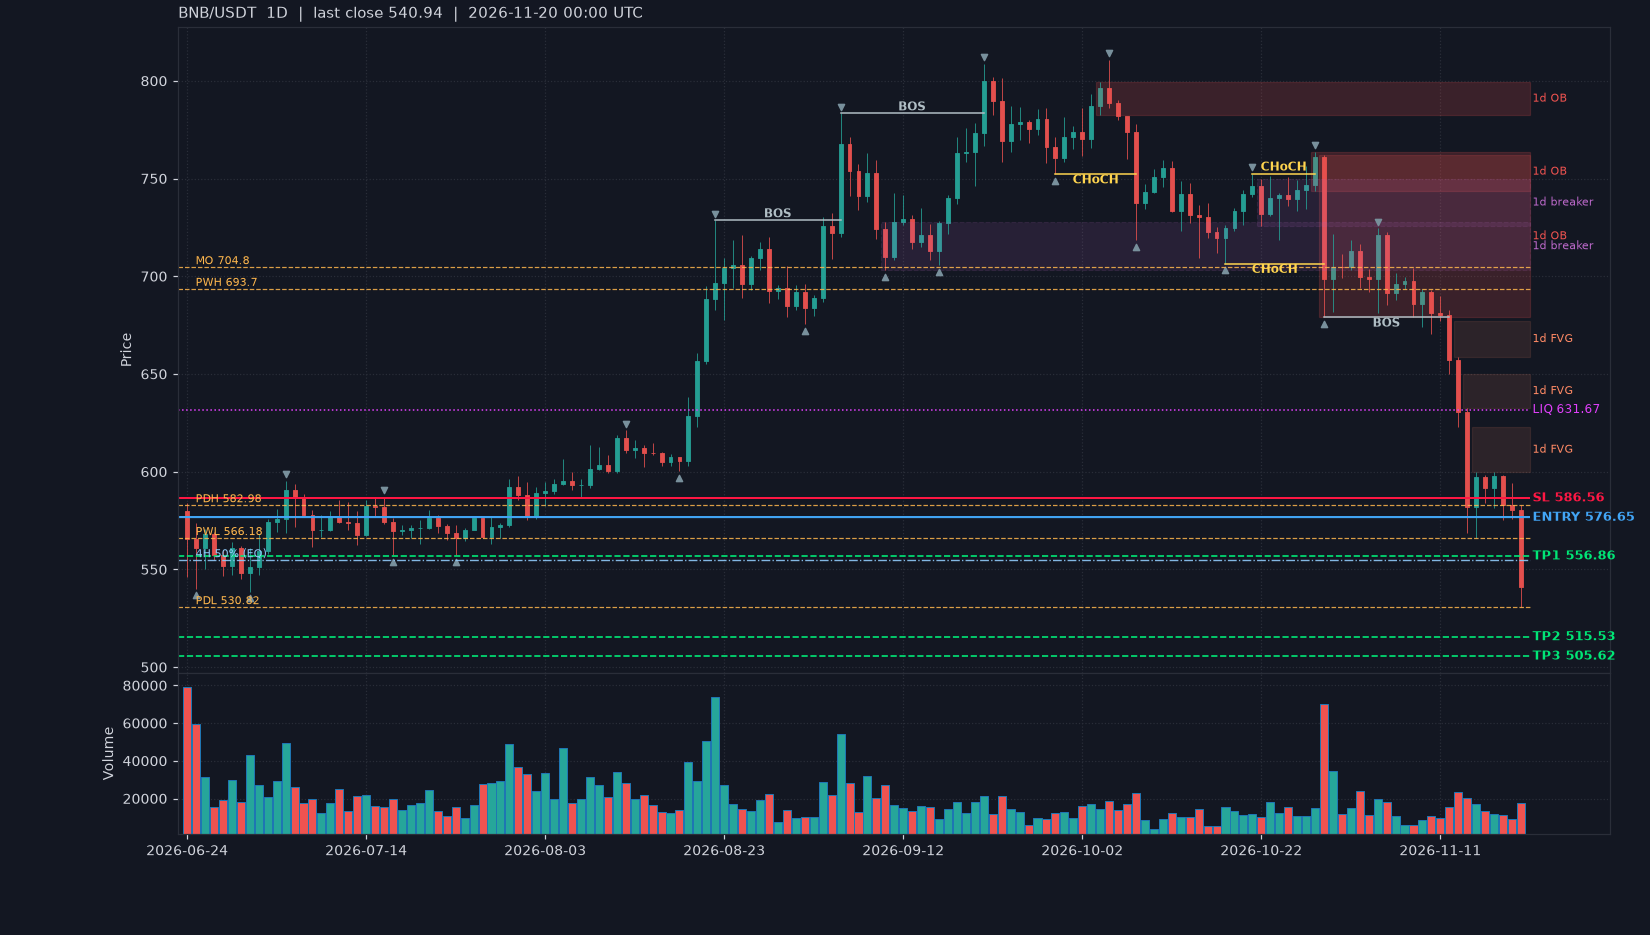 BNB/USDT 1D | last close 540.94 | 2026-11-20 00:00 UTC
800
750
700
650
600
550
500
Price
BOS
BOS
CHoCH
CHoCH
CHoCH
BOS
1d OB
1d OB
1d breaker
1d OB
1d breaker
1d FVG
1d FVG
LIQ 631.67
1d FVG
MO 704.8
PWH 693.7
PDH 582.98
PWL 566.18
4H 50% (EQ)
PDL 530.82
SL 586.56
ENTRY 576.65
TP1 556.86
TP2 515.53
TP3 505.62
80000
60000
40000
20000
Volume
2026-06-24
2026-07-14
2026-08-03
2026-08-23
2026-09-12
2026-10-02
2026-10-22
2026-11-11